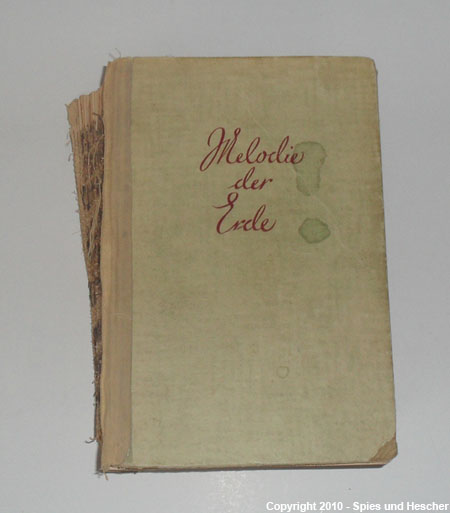 Melodie
der
Erde
Copyright 2010 - Spies und Hescher